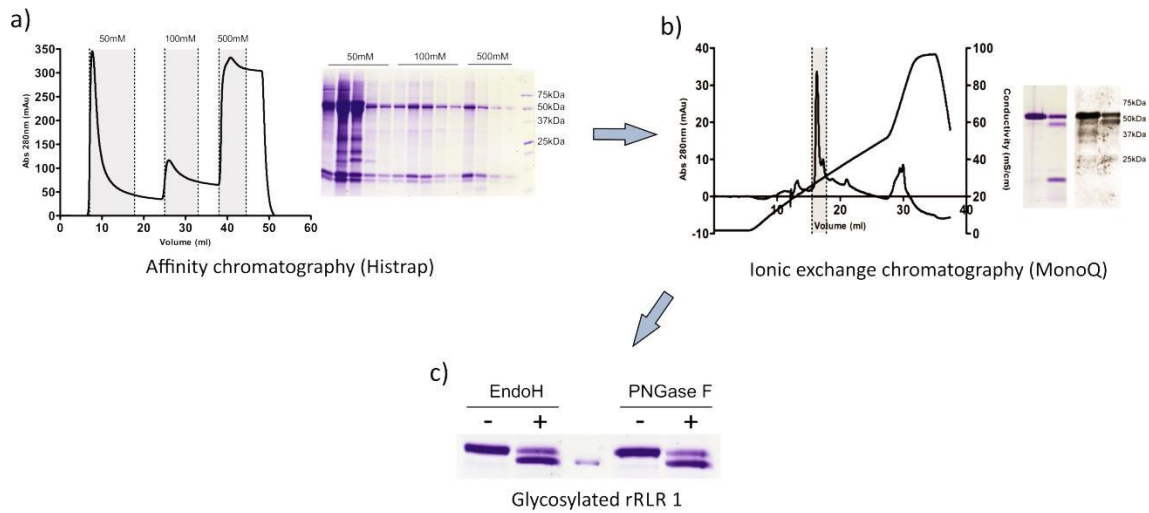 a)
50mM 100mM 500mM
Abs 280nm (mAu)
350
300
250
200
150
100
50
0
0 10 20 30 40 50 60
Volume (ml)
50mM 100mM 500mM
75kDa
50kDa
37kDa
25kDa
Affinity chromatography (Histrap)
b)
Abs 280nm (mAu)
40
30
20
10
0
-10
10 20 30 40
Volume (ml)
100
80
60
40
20
0
Conductivity (mS/cm)
75kDa
50kDa
37kDa
25kDa
Ionic exchange chromatography (MonoQ)
c)
EndoH PNGase F
- + - +
Glycosylated rRLR 1